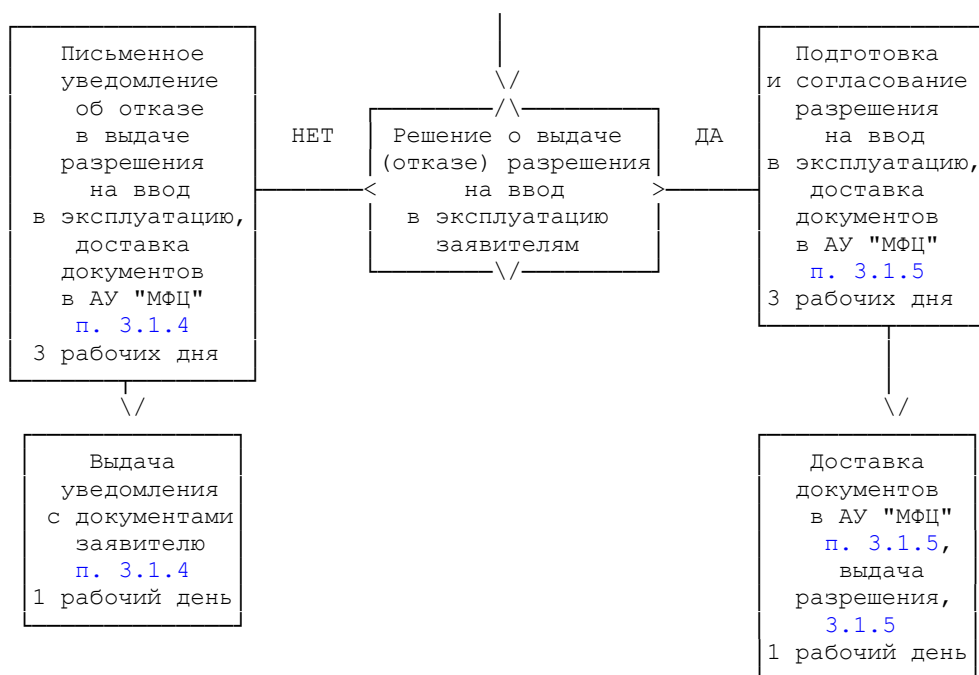 Письменное
уведомление
об отказе
в выдаче
разрешения
на ввод
в эксплуатацию,
доставка
документов
в АУ "МФЦ"
п. 3.1.4
3 рабочих дня
НЕТ
Решение о выдаче
(отказе) разрешения
на ввод
в эксплуатацию
заявителям
ДА
Подготовка
и согласование
разрешения
на ввод
в эксплуатацию,
доставка
документов
в АУ "МФЦ"
п. 3.1.5
3 рабочих дня
Выдача
уведомления
с документами
заявителю
п. 3.1.4
1 рабочий день
Доставка
документов
в АУ "МФЦ"
п. 3.1.5,
выдача
разрешения,
3.1.5
1 рабочий день